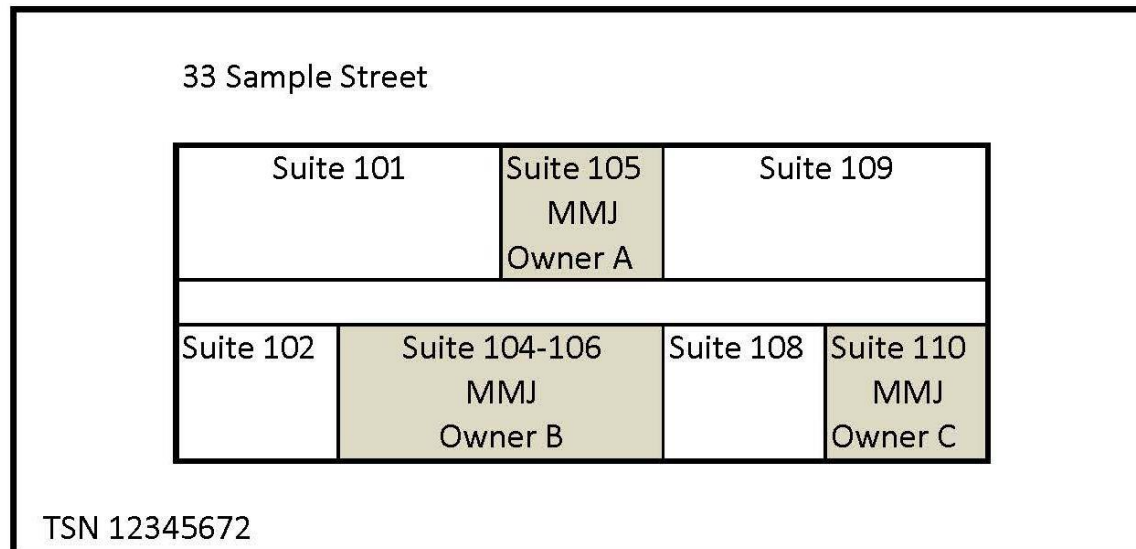 33 Sample Street
Suite 101
Suite 105
MMJ
Owner A
Suite 109
Suite 102
Suite 104-106
MMJ
Owner B
Suite 108
Suite 110
MMJ
Owner C
TSN 12345672